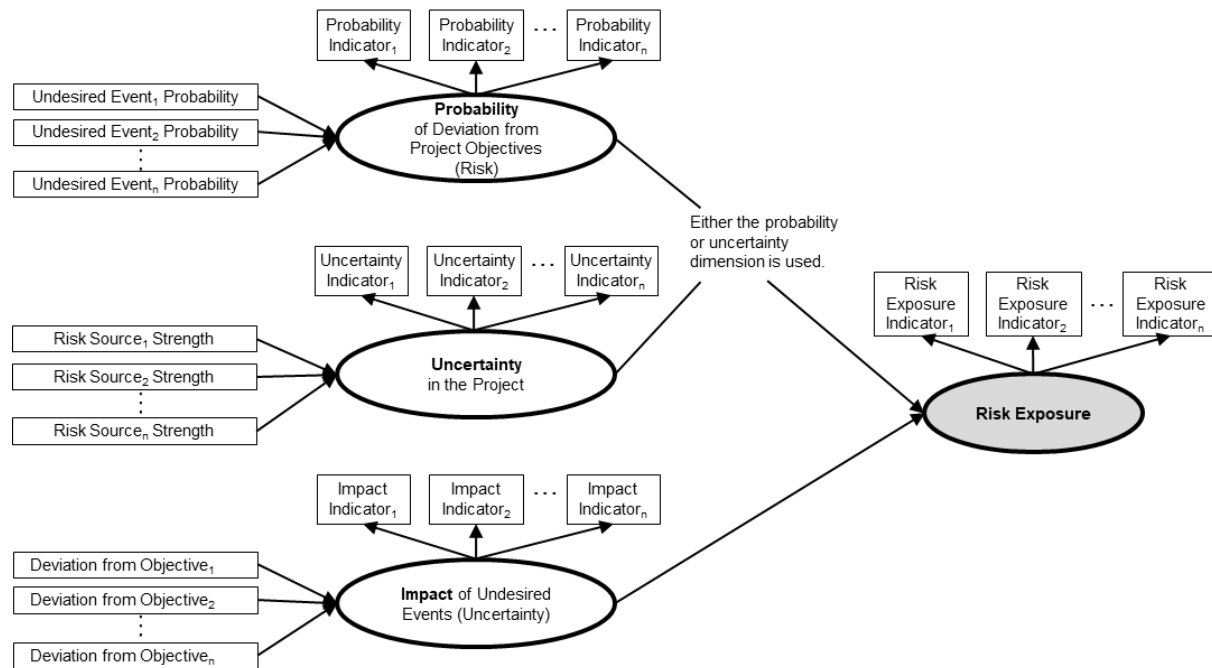 Probability
Indicator₁
Probability
Indicator₂
...
Probability
Indicatorₙ
Undesired Event₁ Probability
Undesired Event₂ Probability
Undesired Eventₙ Probability
Probability
of Deviation from
Project Objectives
(Risk)
Either the probability
or uncertainty
dimension is used.
Uncertainty
Indicator₁
Uncertainty
Indicator₂
...
Uncertainty
Indicatorₙ
Risk Source₁ Strength
Risk Source₂ Strength
Risk Sourceₙ Strength
Uncertainty
in the Project
Risk
Exposure
Indicator₁
Risk
Exposure
Indicator₂
...
Risk
Exposure
Indicatorₙ
Risk Exposure
Impact
Indicator₁
Impact
Indicator₂
...
Impact
Indicatorₙ
Deviation from Objective₁
Deviation from Objective₂
Deviation from Objectiveₙ
Impact of Undesired
Events (Uncertainty)